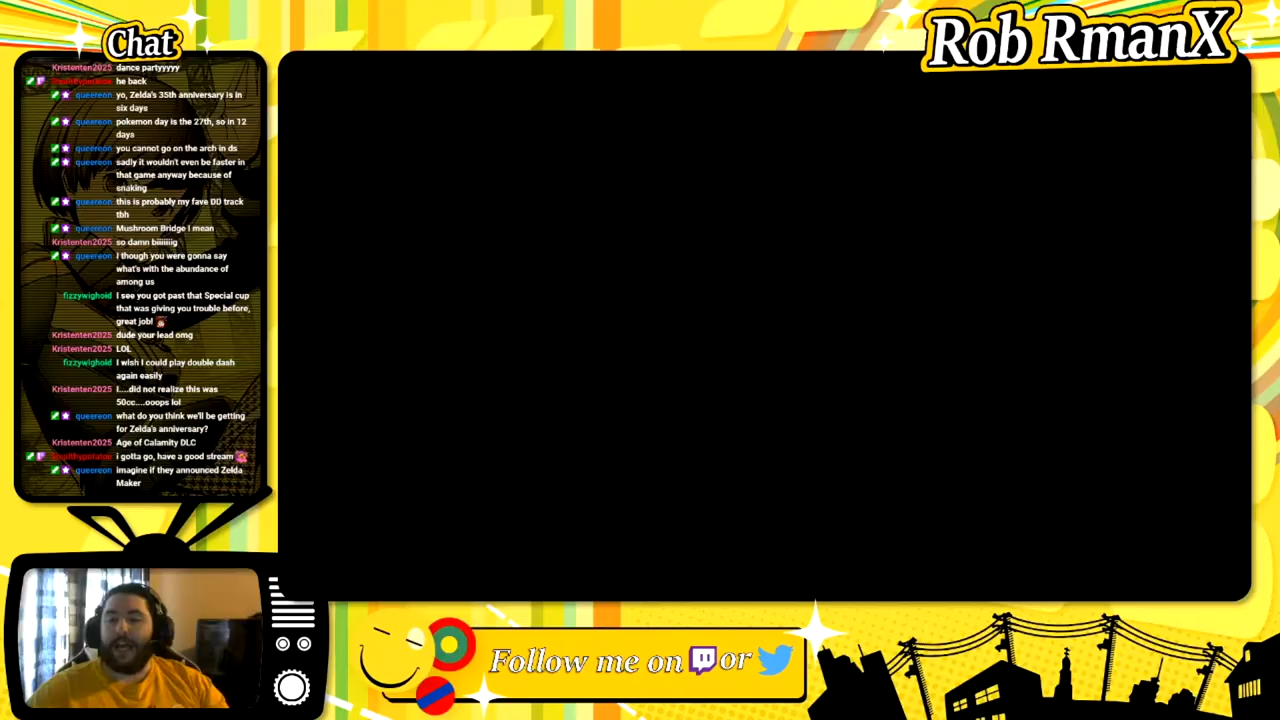 Chat
Rob RmanX
Kristenten2025 dance partyyyyy
he back
queereon yo, Zelda's 35th anniversary is in
six days
queereon pokemon day is the 27th, so in 12
days
queereon you cannot go on the arch in ds
queereon sadly it wouldn't even be faster in
that game anyway because of
snaking
queereon this is probably my fave DD track
tbh
queereon Mushroom Bridge I mean
Kristenten2025 so damn biiiiiiig
queereon I though you were gonna say
what's with the abundance of
among us
fizzywighoid I see you got past that Special cup
that was giving you trouble before,
great job!
Kristenten2025 dude your lead omg
Kristenten2025 LOL
fizzywighoid I wish I could play double dash
again easily
Kristenten2025 I....did not realize this was
50cc....ooops lol
queereon what do you think we'll be getting
for Zelda's anniversary?
Kristenten2025 Age of Calamity DLC
i gotta go, have a good stream
queereon imagine if they announced Zelda
Maker
Follow me on or